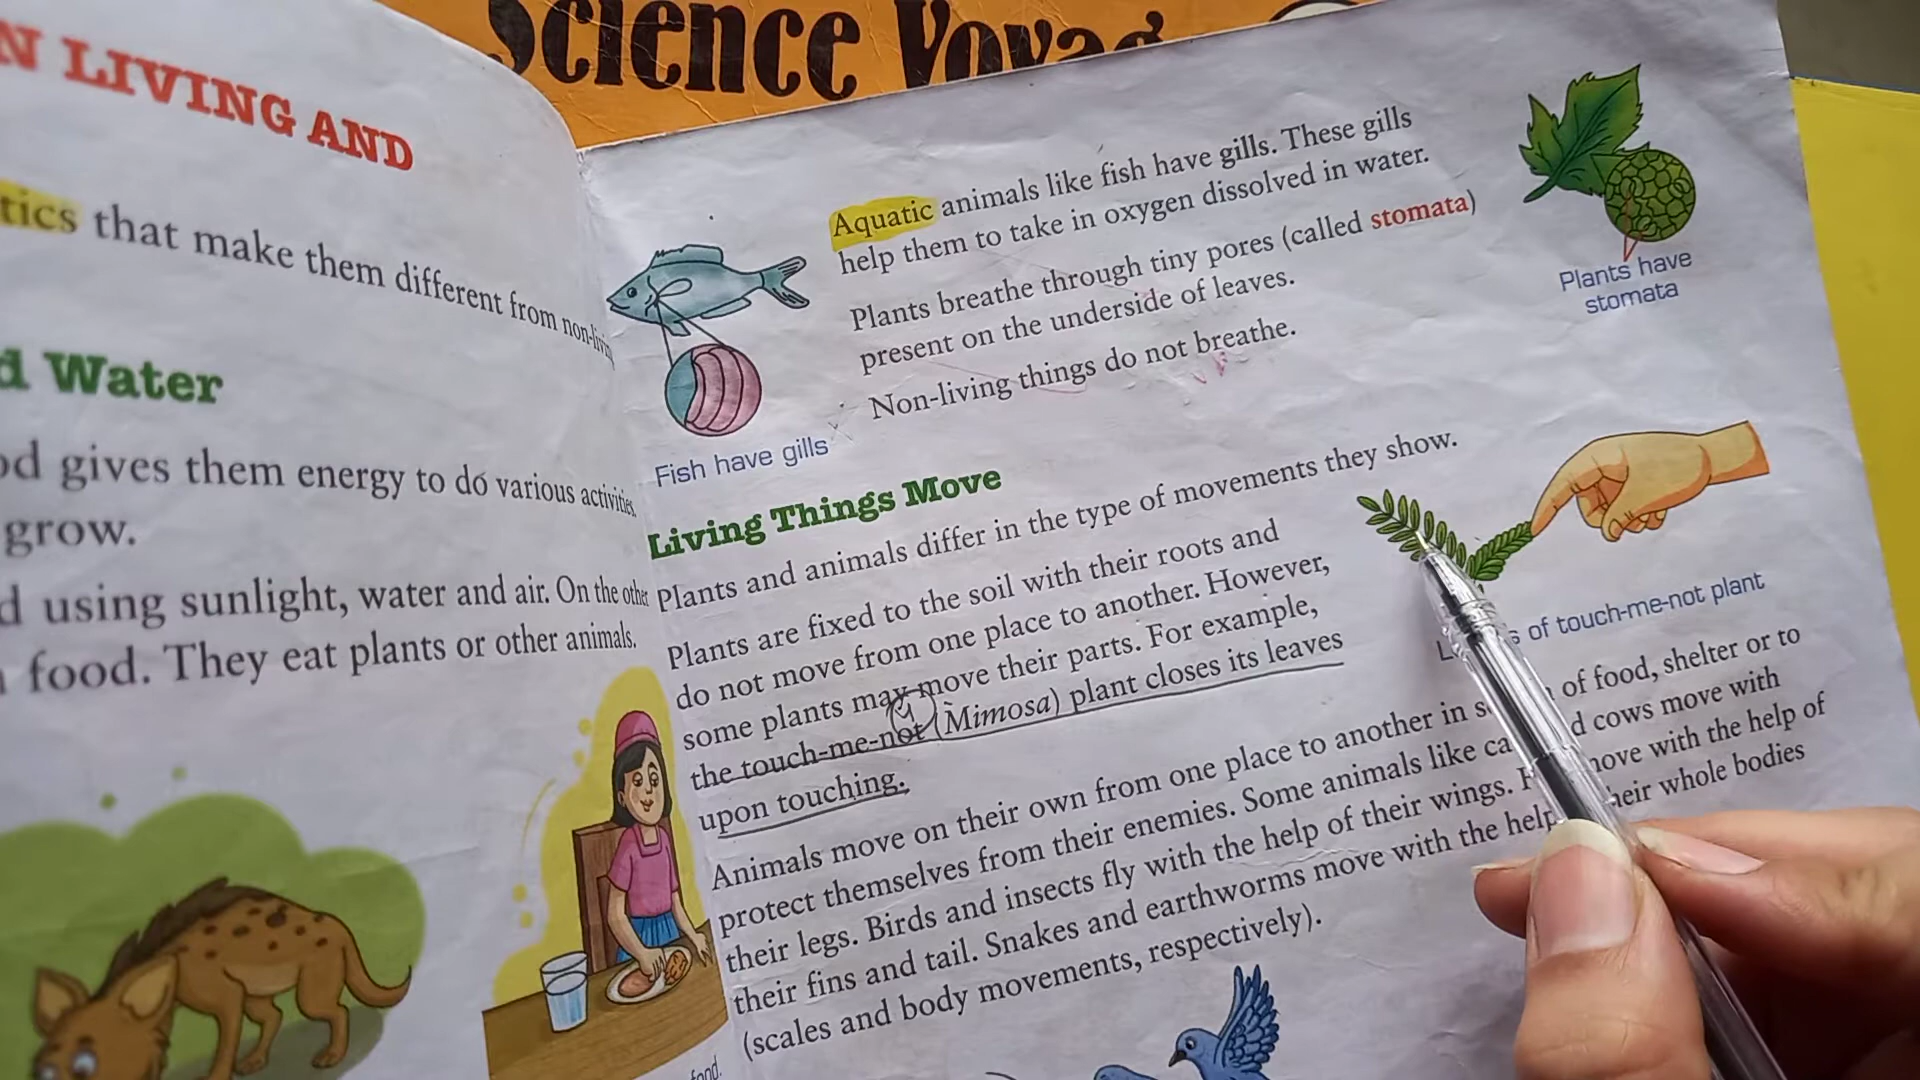 Science
N LIVING AND
tics that make them different from non-living
d Water
od gives them energy to do various activities.
grow.
d using sunlight, water and air. On the other
food. They eat plants or other animals.
food.
Aquatic animals like fish have gills. These gills
help them to take in oxygen dissolved in water.
Plants breathe through tiny pores (called stomata)
present on the underside of leaves.
Non-living things do not breathe.
Plants have
stomata
Fish have gills
Living Things Move
Plants and animals differ in the type of movements they show.
Plants are fixed to the soil with their roots and
do not move from one place to another. However,
some plants may move their parts. For example,
the touch-me-not (Mimosa) plant closes its leaves
upon touching.
of touch-me-not plant
Animals move on their own from one place to another in of food, shelter or to
protect themselves from their enemies. Some animals like cows move with
their legs. Birds and insects fly with the help of their wings. move with the help of
their fins and tail. Snakes and earthworms move with the help their whole bodies
(scales and body movements, respectively).